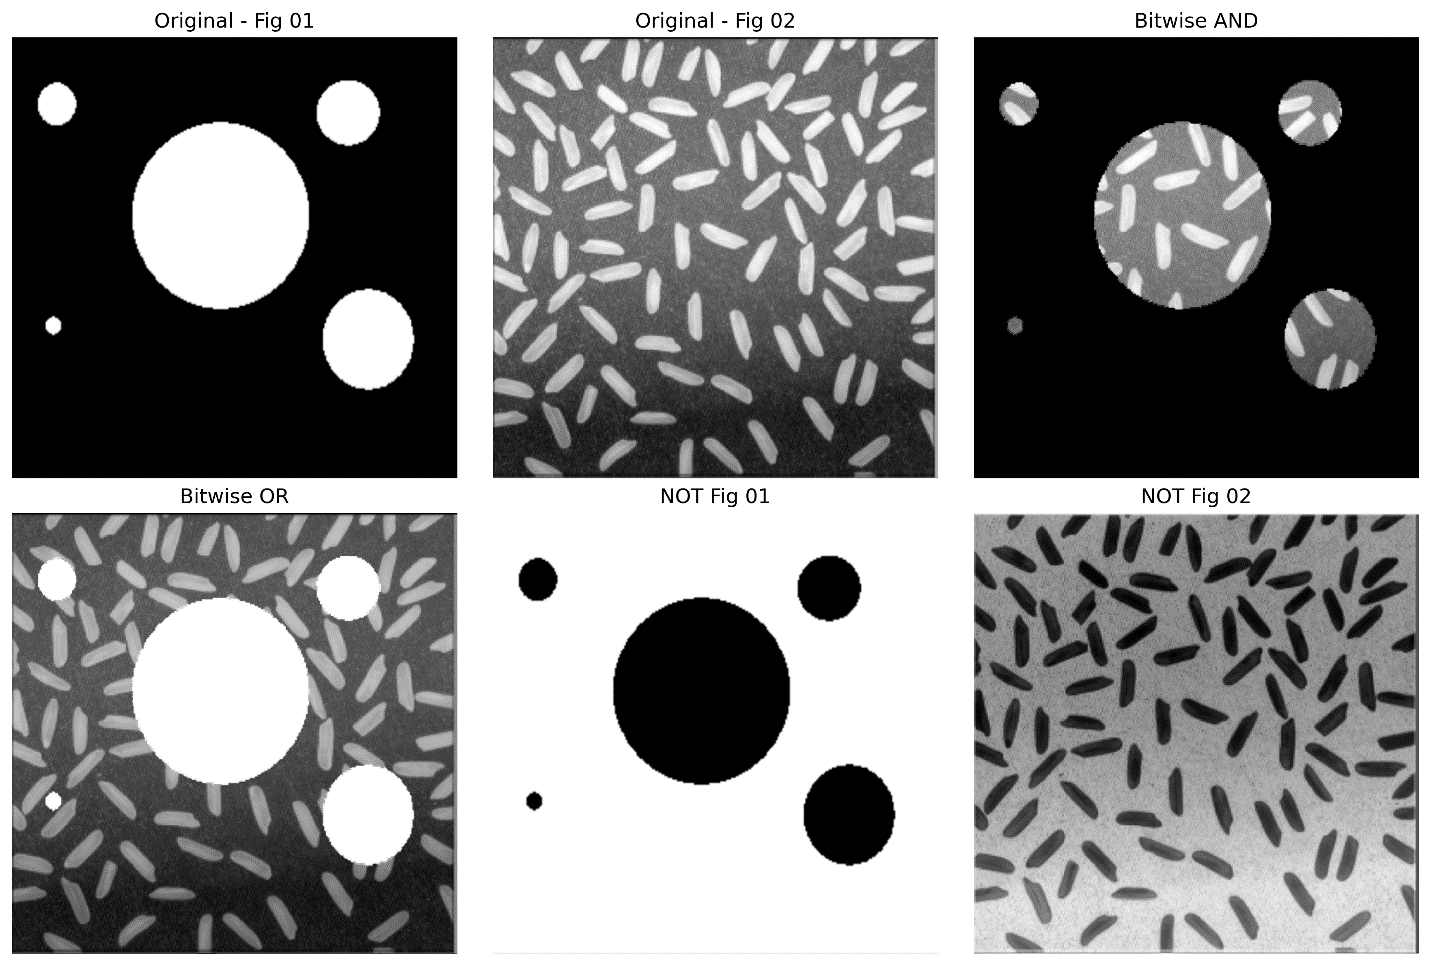 Original - Fig 01
Original - Fig 02
Bitwise AND
Bitwise OR
NOT Fig 01
NOT Fig 02